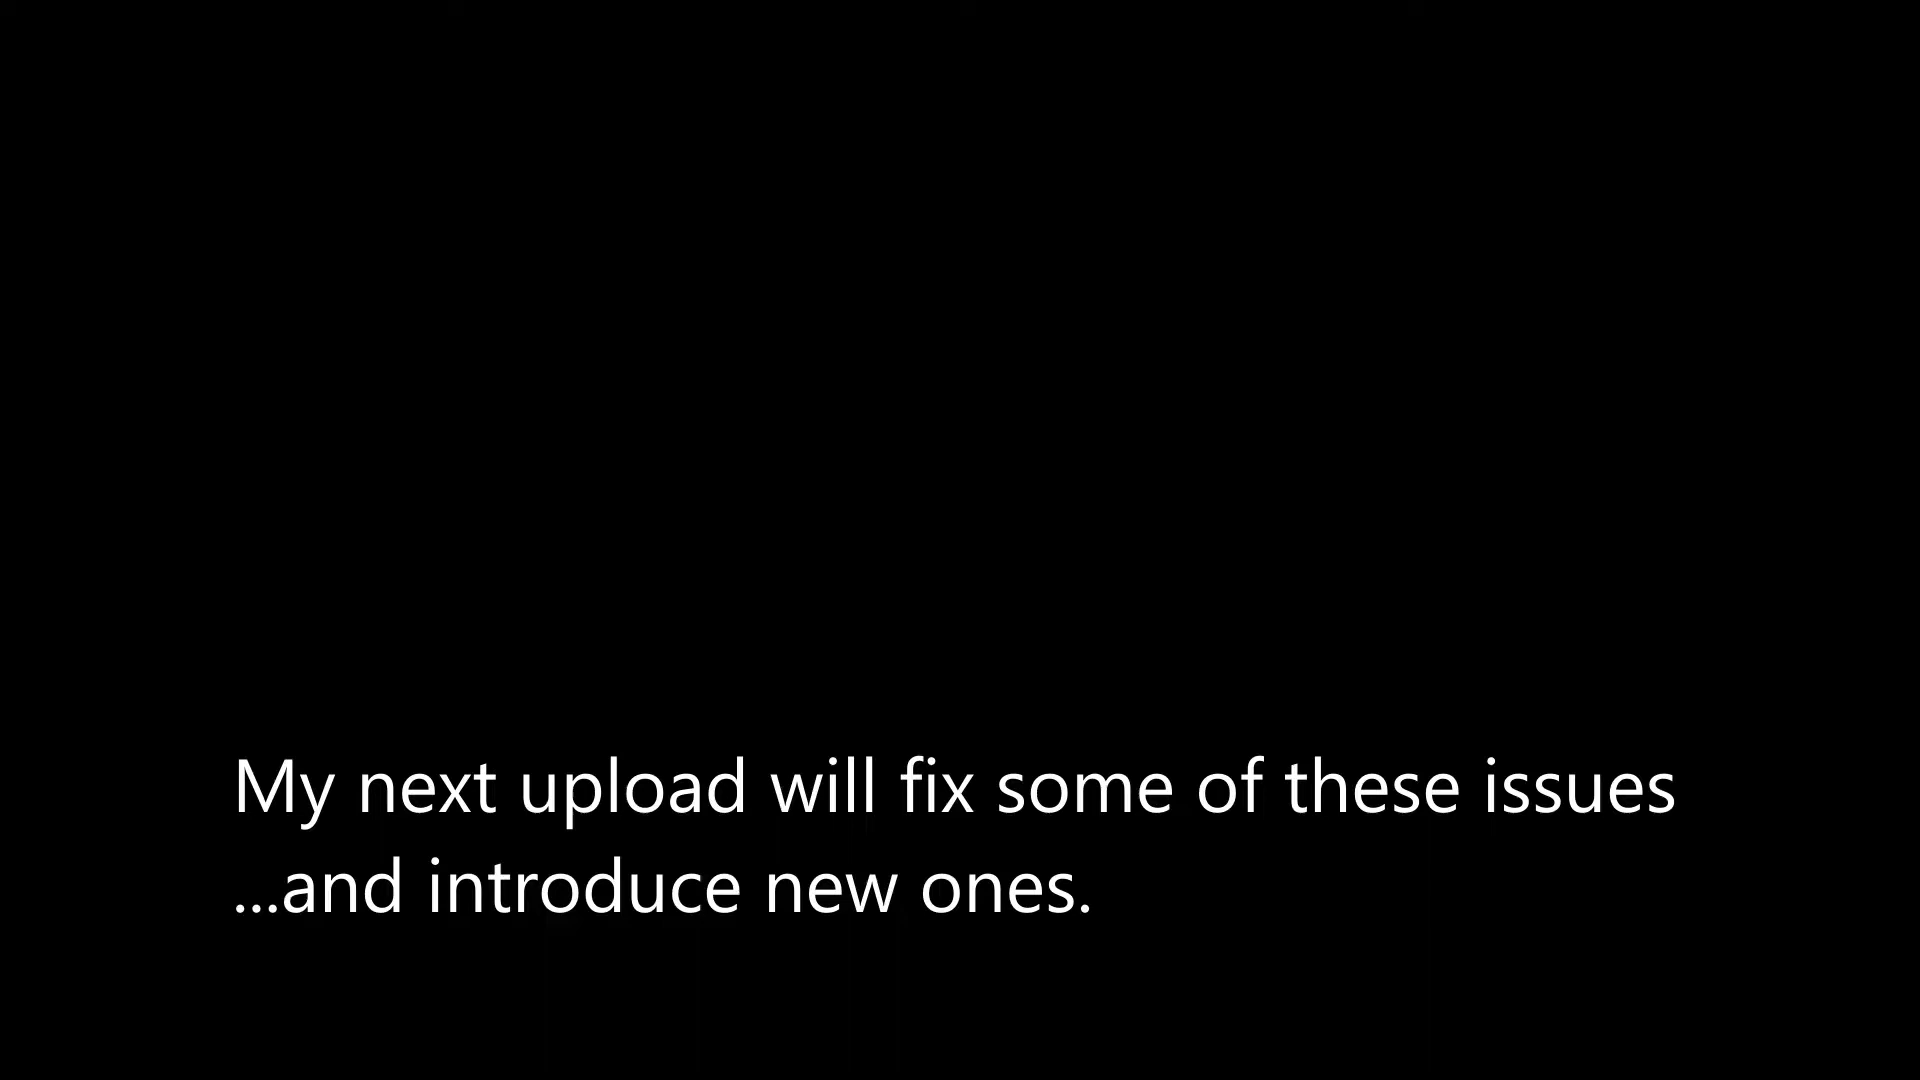 My next upload will fix some of these issues
...and introduce new ones.